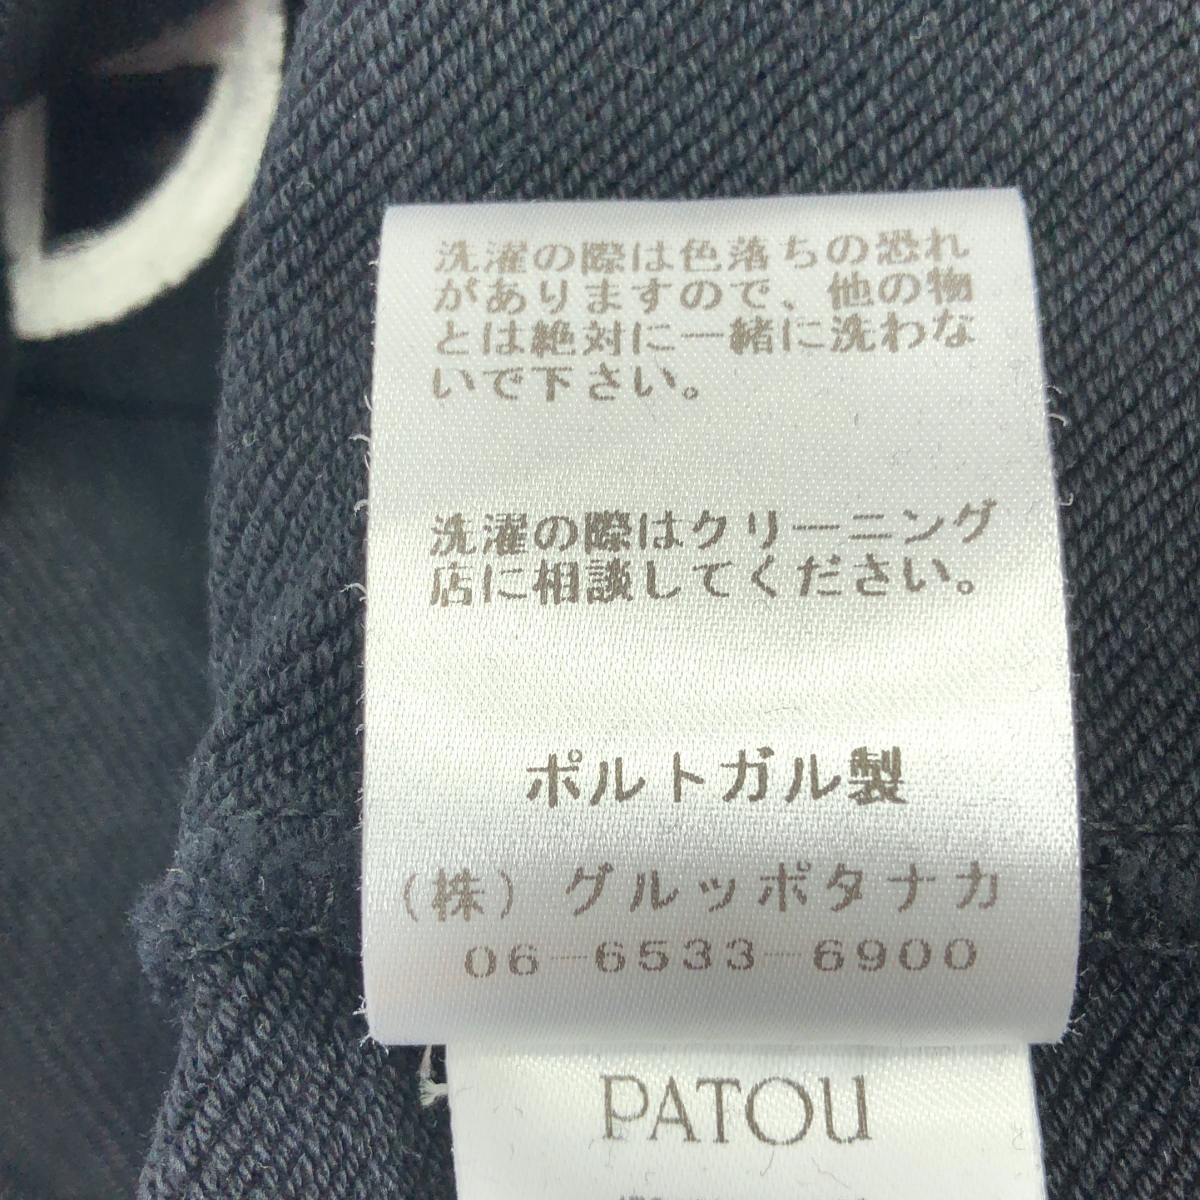 洗濯の際は色落ちの恐れ
がありますので、他の物
とは絶対に一緒に洗わな
いで下さい。
洗濯の際はクリーニング
店に相談してください。
ポルトガル製
(株) グルッポタナカ
06-6533-6900
PATOU